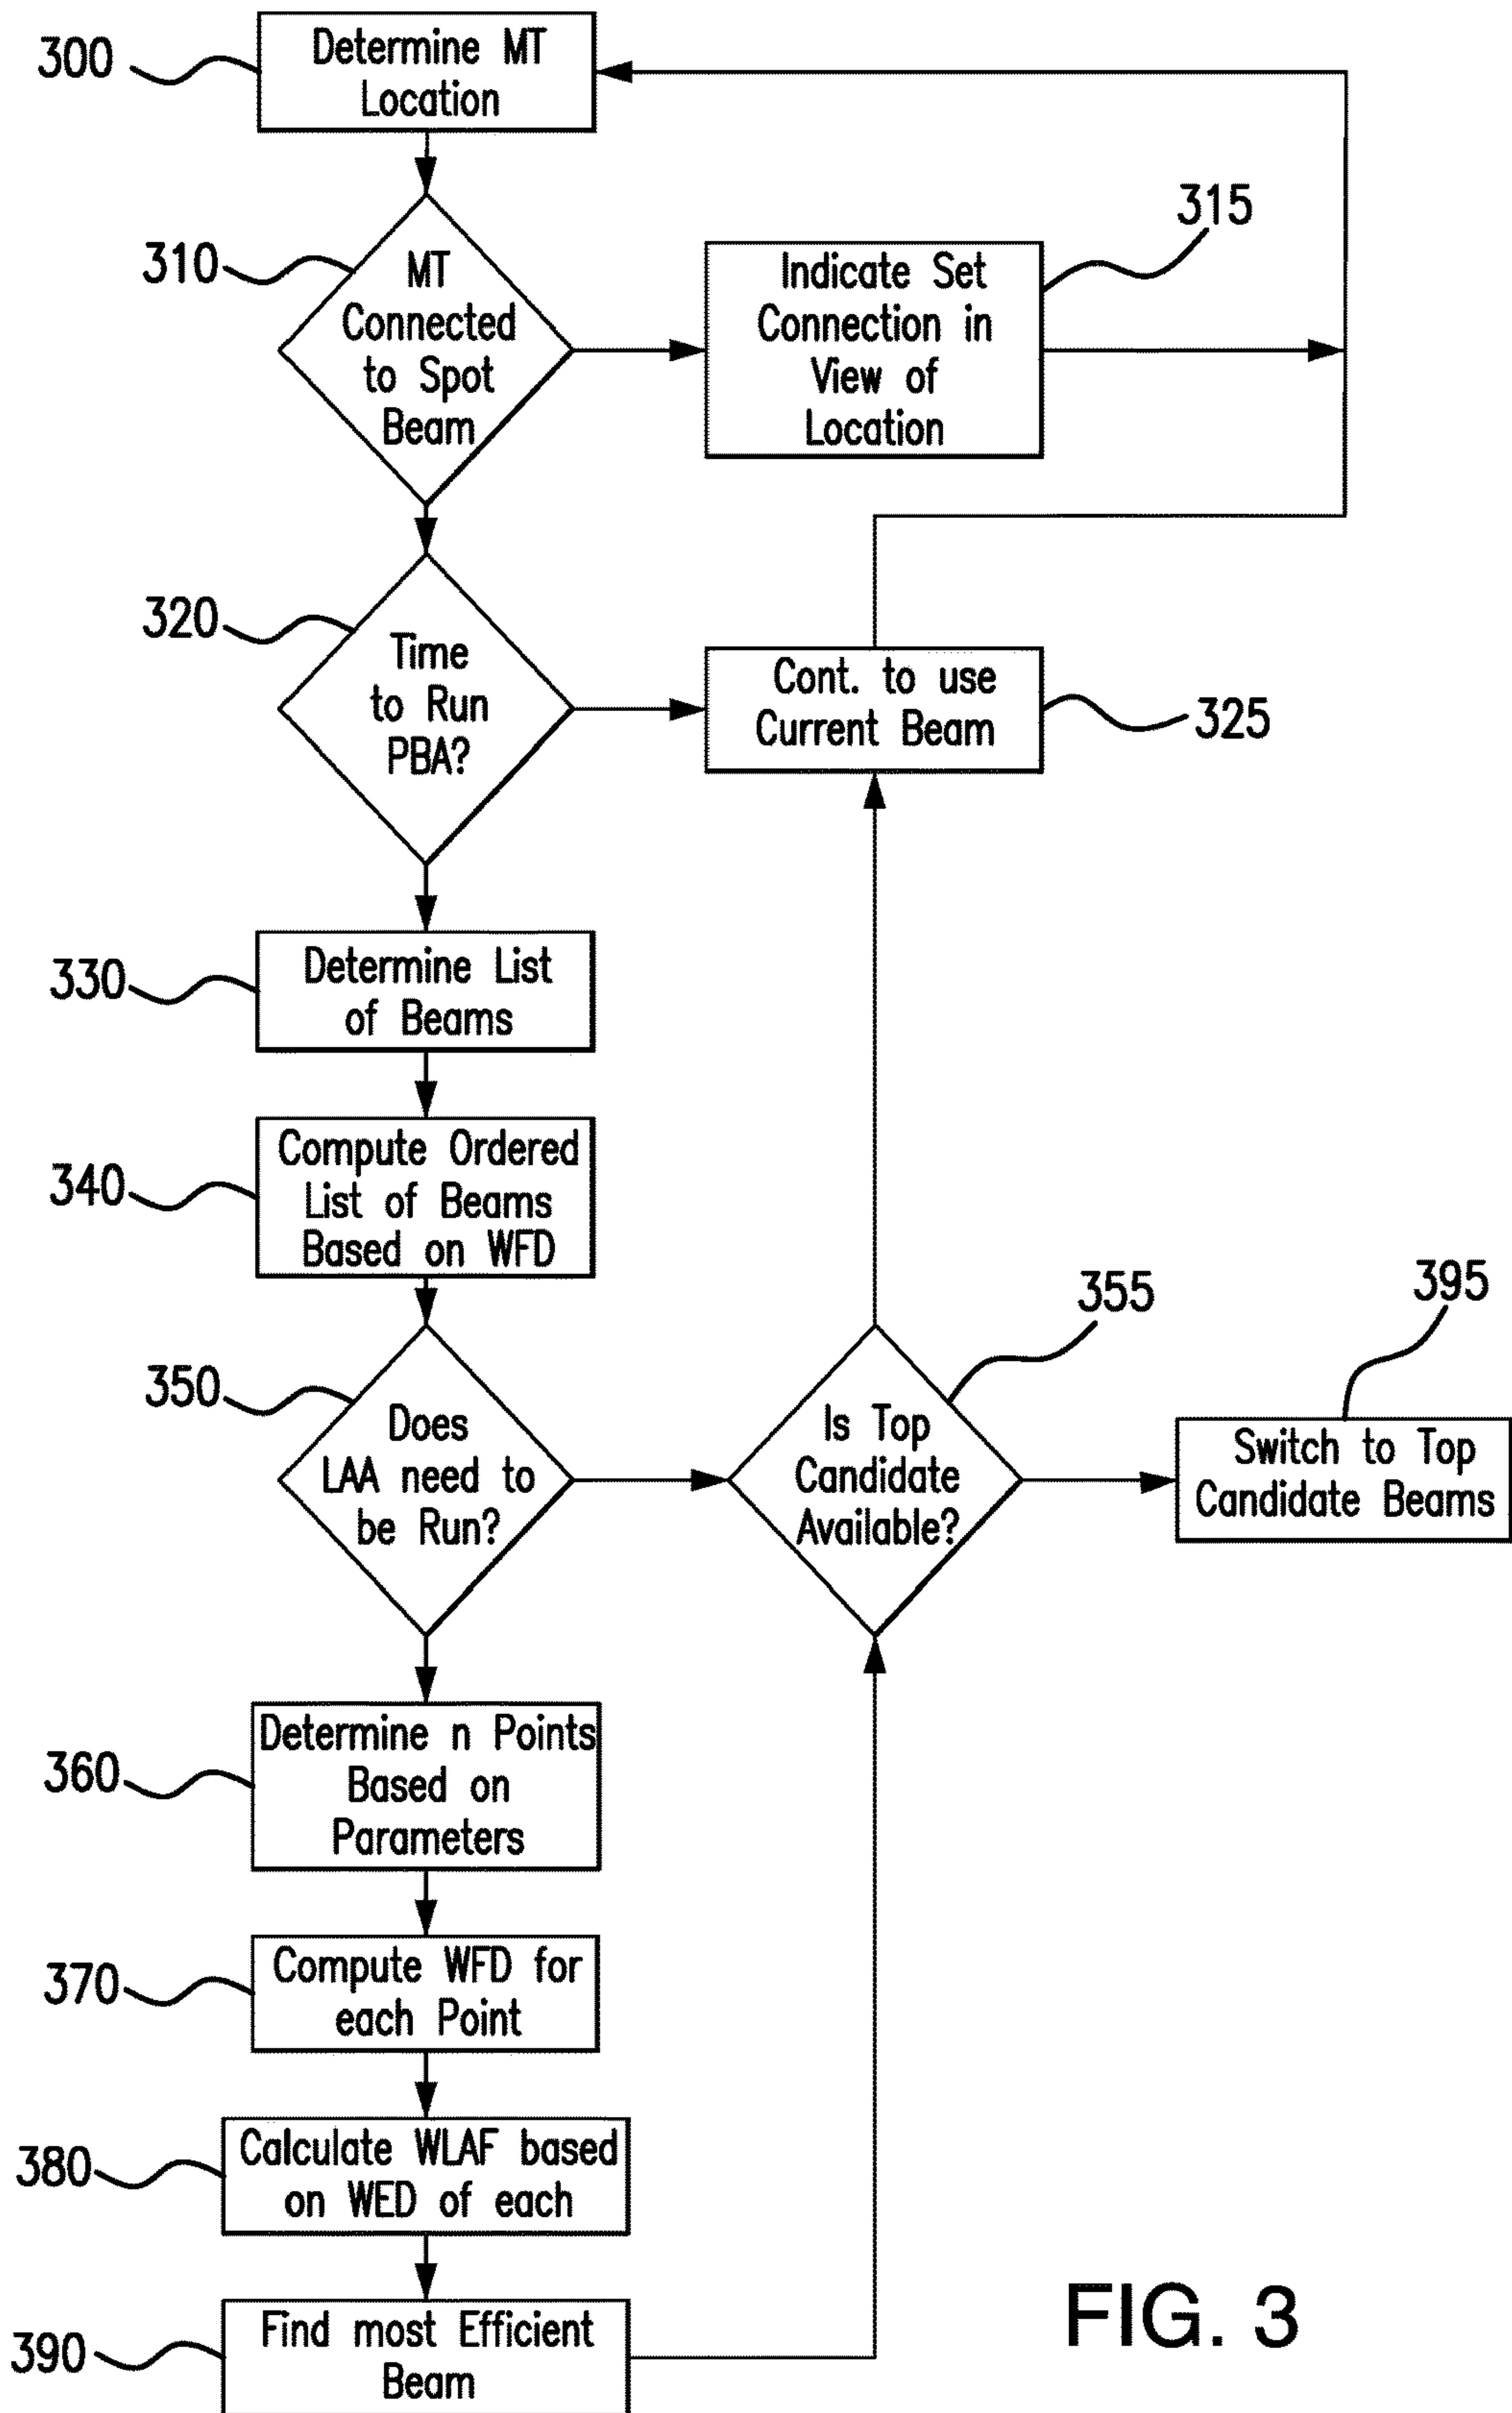 300
Determine MT
Location
310
MT
Connected
to Spot
Beam
315
Indicate Set
Connection in
View of
Location
320
Time
to Run
PBA?
Cont. to use
Current Beam
325
330
Determine List
of Beams
340
Compute Ordered
List of Beams
Based on WFD
350
Does
LAA need to
be Run?
355
Is Top
Candidate
Available?
395
Switch to Top
Candidate Beams
360
Determine n Points
Based on
Parameters
370
Compute WFD for
each Point
380
Calculate WLAF based
on WED of each
390
Find most Efficient
Beam
FIG. 3